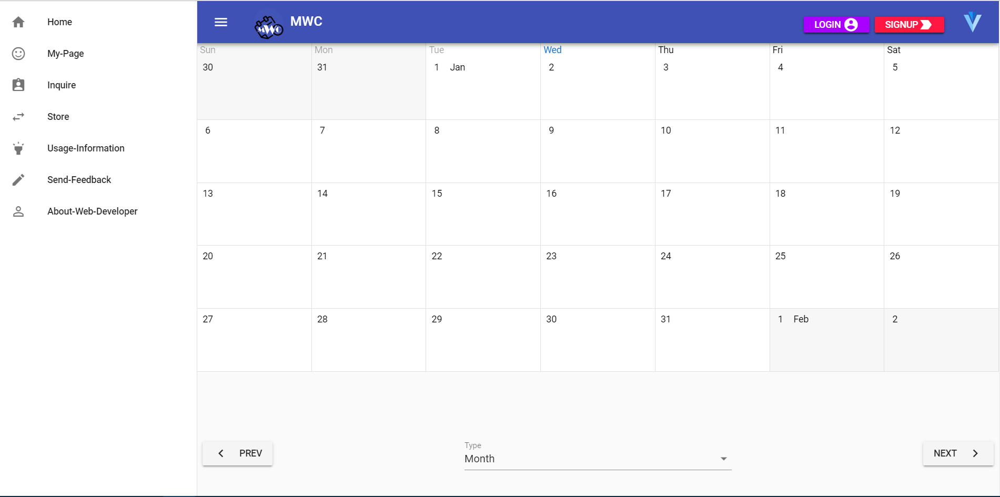 Home
My-Page
Inquire
Store
Usage-Information
Send-Feedback
About-Web-Developer
MWC MWC
LOGIN SIGNUP
Sun Mon Tue Wed Thu Fri Sat
30 31 1 Jan 2 3 4 5
6 7 8 9 10 11 12
13 14 15 16 17 18 19
20 21 22 23 24 25 26
27 28 29 30 31 1 Feb 2
PREV
Type
Month
NEXT